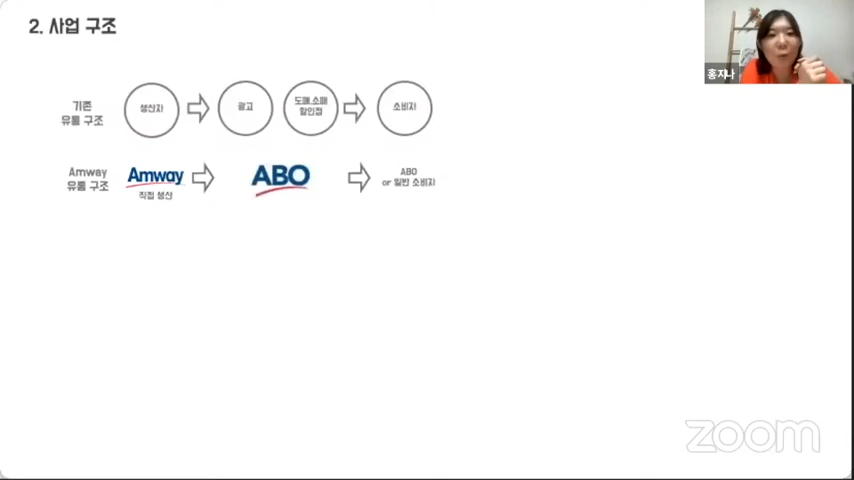 2. 사업 구조
홍지나
기존
유통 구조
생산자
광고
도매 소매
할인점
소비자
Amway
유통 구조
Amway
직접 생산
ABO
ABO
or 일반 소비자
zoom